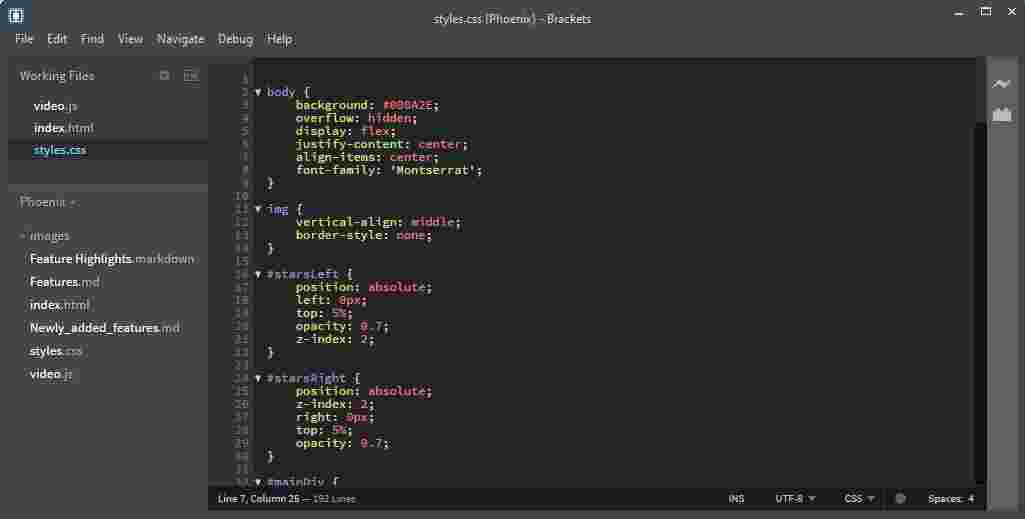 styles.css (Phoenix) - Brackets
File Edit Find View Navigate Debug Help
Working Files
video.js
index.html
styles.css
Phoenix
images
Feature Highlights.markdown
Features.md
index.html
Newly_added_features.md
styles.css
video.js
1
2 body {
3 background: #0D0A2E;
4 overflow: hidden;
5 display: flex;
6 justify-content: center;
7 align-items: center;
8 font-family: 'Montserrat';
9 }
10
11 img {
12 vertical-align: middle;
13 border-style: none;
14 }
15
16 #starsLeft {
17 position: absolute;
18 left: 0px;
19 top: 5%;
20 opacity: 0.7;
21 z-index: 2;
22 }
23
24 #starsRight {
25 position: absolute;
26 z-index: 2;
27 right: 0px;
28 top: 5%;
29 opacity: 0.7;
30 }
31
32 #mainDiv {
Line 7, Column 25 — 192 Lines INS UTF-8 CSS Spaces: 4